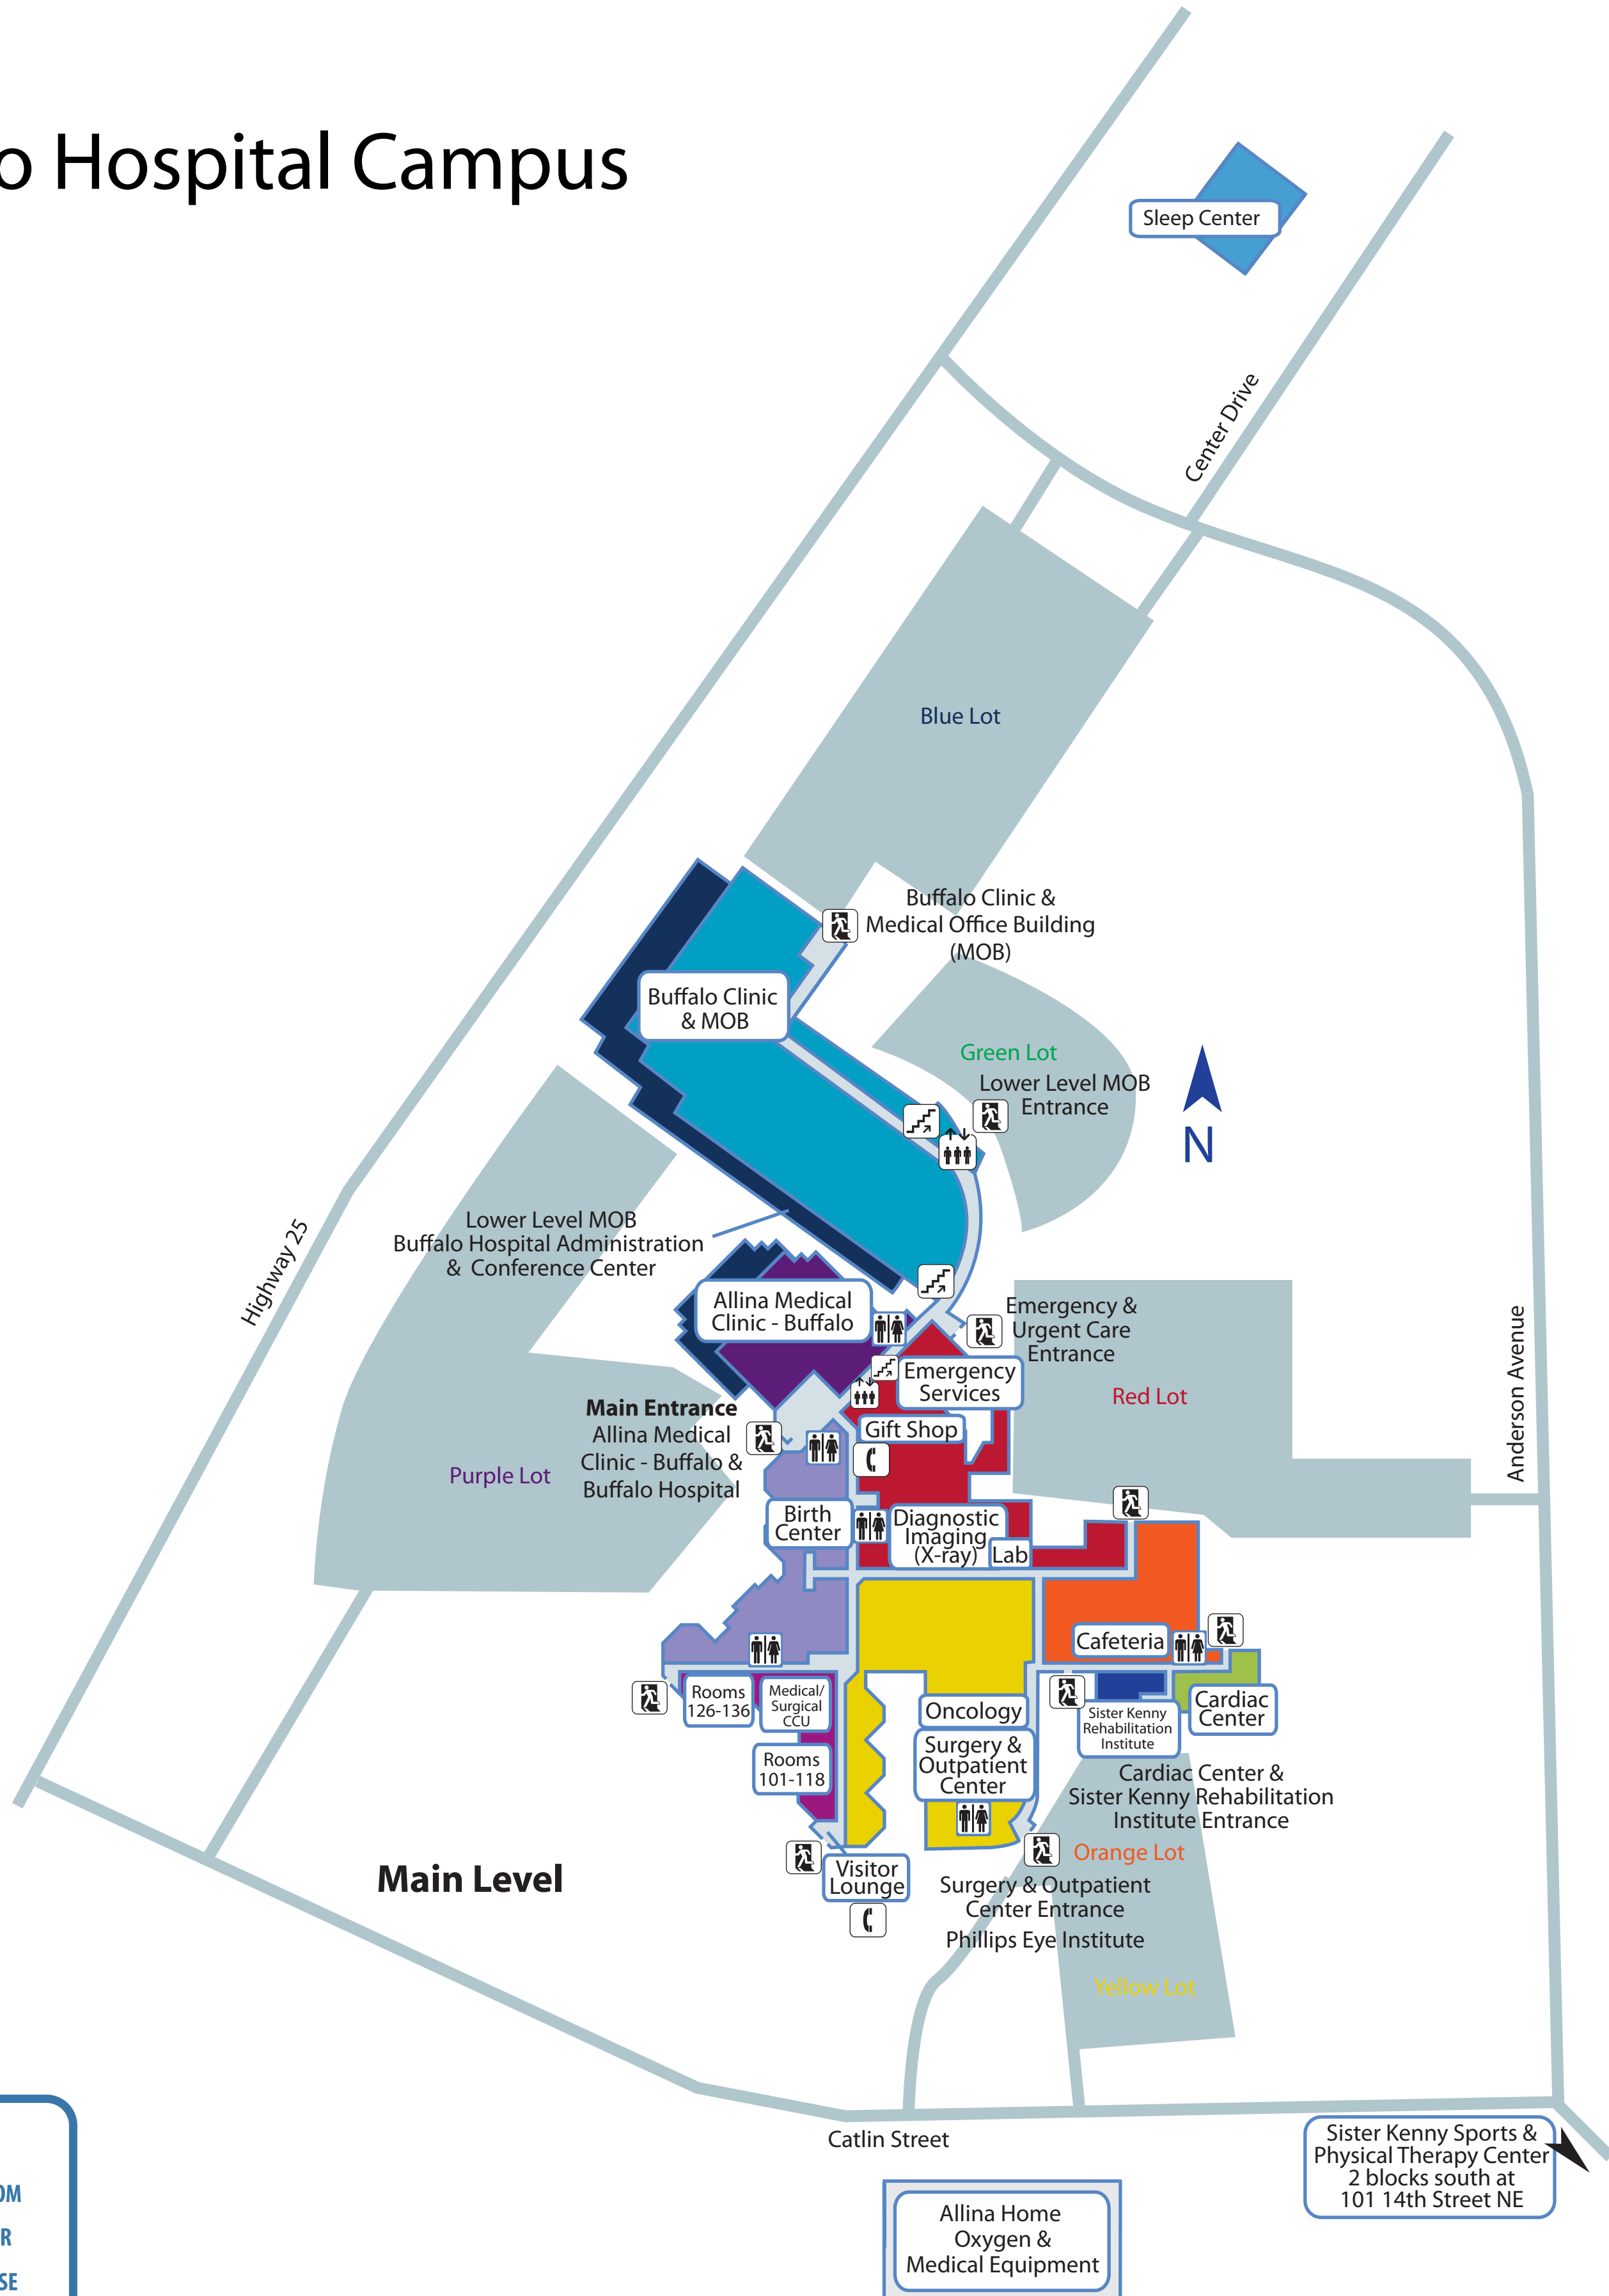 o Hospital Campus
Sleep Center
Center Drive
Blue Lot
Buffalo Clinic &
Medical Office Building
(MOB)
Buffalo Clinic
& MOB
Green Lot
Lower Level MOB
Entrance
N
Lower Level MOB
Buffalo Hospital Administration
& Conference Center
Highway 25
Allina Medical
Clinic - Buffalo
Emergency &
Urgent Care
Entrance
Emergency
Services
Red Lot
Anderson Avenue
Main Entrance
Allina Medical
Clinic - Buffalo &
Buffalo Hospital
Gift Shop
Purple Lot
Birth
Center
Diagnostic
Imaging
(X-ray)
Lab
Cafeteria
Rooms
126-136
Medical/
Surgical
CCU
Oncology
Sister Kenny
Rehabilitation
Institute
Cardiac
Center
Rooms
101-118
Surgery &
Outpatient
Center
Cardiac Center &
Sister Kenny Rehabilitation
Institute Entrance
Orange Lot
Main Level
Visitor
Lounge
Surgery & Outpatient
Center Entrance
Phillips Eye Institute
Yellow Lot
Catlin Street
Sister Kenny Sports &
Physical Therapy Center
2 blocks south at
101 14th Street NE
OM
R
SE
Allina Home
Oxygen &
Medical Equipment